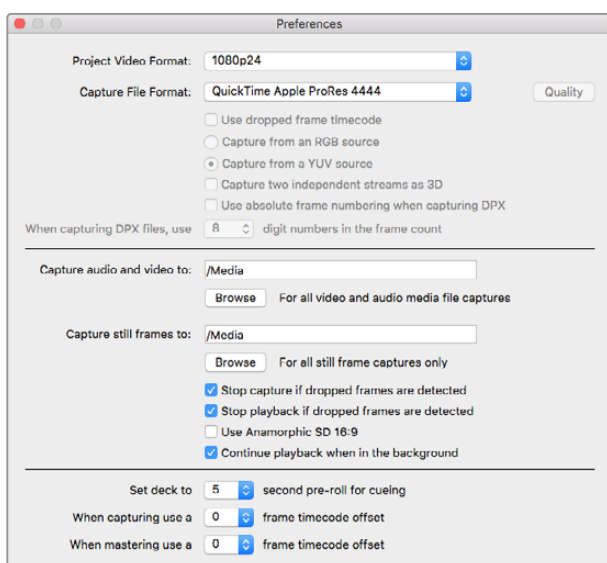 Preferences
Project Video Format: 1080p24
Capture File Format: QuickTime Apple ProRes 4444 Quality
Use dropped frame timecode
Capture from an RGB source
Capture from a YUV source
Capture two independent streams as 3D
Use absolute frame numbering when capturing DPX
When capturing DPX files, use 8 digit numbers in the frame count
Capture audio and video to: /Media
Browse For all video and audio media file captures
Capture still frames to: /Media
Browse For all still frame captures only
Stop capture if dropped frames are detected
Stop playback if dropped frames are detected
Use Anamorphic SD 16:9
Continue playback when in the background
Set deck to 5 second pre-roll for cueing
When capturing use a 0 frame timecode offset
When mastering use a 0 frame timecode offset